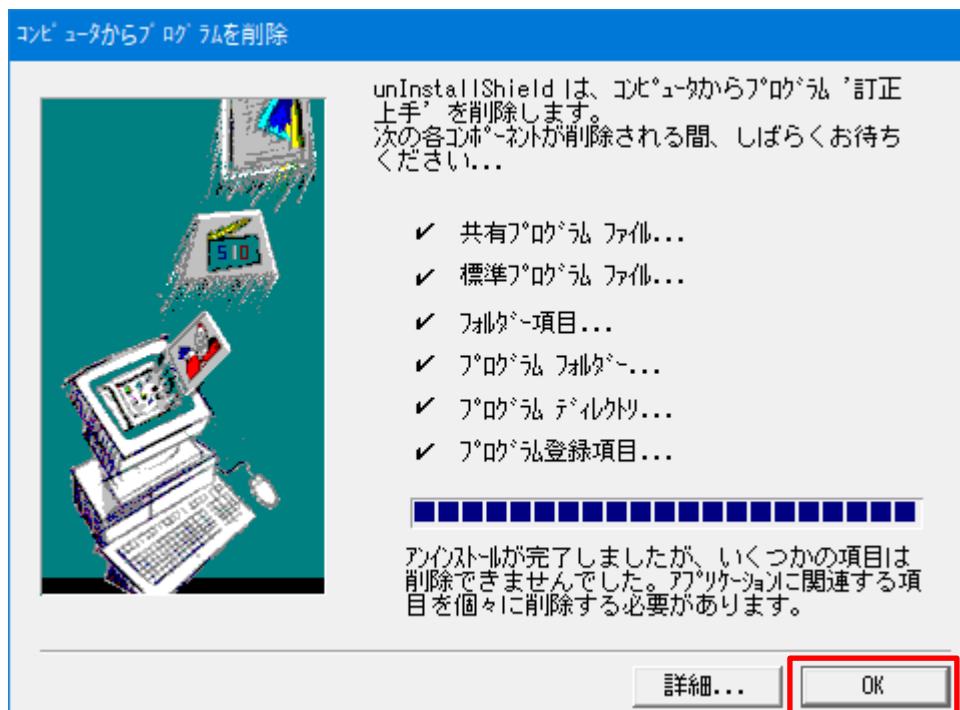 ｺﾝﾋﾟｭｰﾀからﾌﾟﾛｸﾞﾗﾑを削除
unInstallShield は、ｺﾝﾋﾟｭｰﾀからﾌﾟﾛｸﾞﾗﾑ '訂正
上手' を削除します。
次の各ｺﾝﾎﾟｰﾈﾝﾄが削除される間、しばらくお待ち
ください...
✔ 共有ﾌﾟﾛｸﾞﾗﾑ ﾌｧｲﾙ...
✔ 標準ﾌﾟﾛｸﾞﾗﾑ ﾌｧｲﾙ...
✔ ﾌｫﾙﾀﾞｰ項目...
✔ ﾌﾟﾛｸﾞﾗﾑ ﾌｫﾙﾀﾞｰ...
✔ ﾌﾟﾛｸﾞﾗﾑ ﾃﾞｨﾚｸﾄﾘ...
✔ ﾌﾟﾛｸﾞﾗﾑ登録項目...
ｱﾝｲﾝｽﾄｰﾙが完了しましたが、いくつかの項目は
削除できませんでした。ｱﾌﾟﾘｹｰｼｮﾝに関連する項
目を個々に削除する必要があります。
詳細...
OK